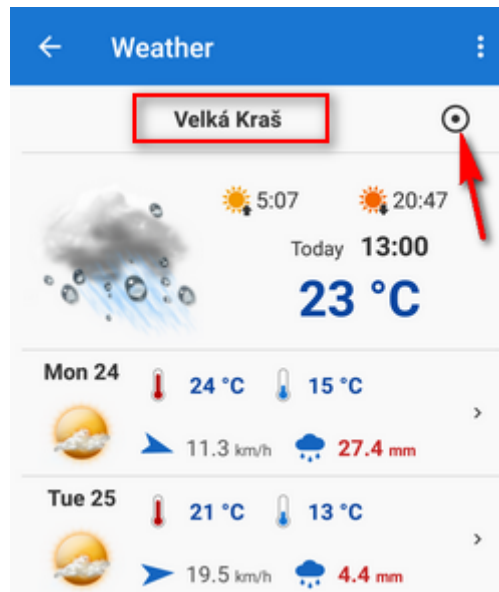 Weather
Velká Kraš
5:07 20:47
Today 13:00
23 °C
Mon 24
24 °C 15 °C
11.3 km/h 27.4 mm
Tue 25
21 °C 13 °C
19.5 km/h 4.4 mm